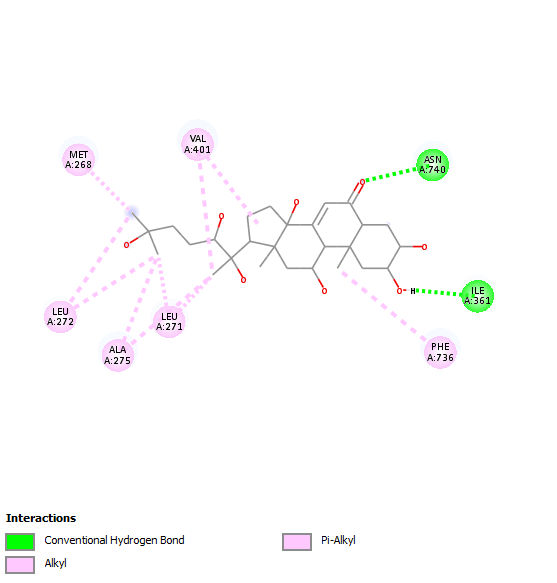 VAL
A:401
MET
A:268
ASN
A:740
O
O
O
O
O
O
O
O H
ILE
A:361
LEU
A:272
LEU
A:271
ALA
A:275
PHE
A:736
Interactions
Conventional Hydrogen Bond
Pi-Alkyl
Alkyl